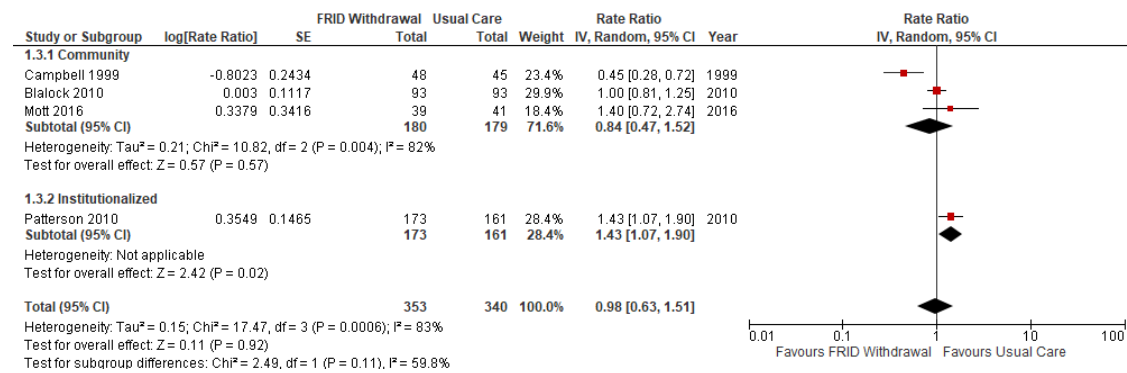 FRID Withdrawal Usual Care Rate Ratio Rate Ratio
Study or Subgroup log[Rate Ratio] SE Total Total Weight IV, Random, 95% CI Year IV, Random, 95% CI
1.3.1 Community
Campbell 1999 -0.8023 0.2434 48 45 23.4% 0.45 [0.28, 0.72] 1999
Blalock 2010 0.003 0.1117 93 93 29.9% 1.00 [0.81, 1.25] 2010
Mott 2016 0.3379 0.3416 39 41 18.4% 1.40 [0.72, 2.74] 2016
Subtotal (95% CI) 180 179 71.6% 0.84 [0.47, 1.52]
Heterogeneity: Tau² = 0.21; Chi² = 10.82, df = 2 (P = 0.004); I² = 82%
Test for overall effect: Z = 0.57 (P = 0.57)
1.3.2 Institutionalized
Patterson 2010 0.3549 0.1465 173 161 28.4% 1.43 [1.07, 1.90] 2010
Subtotal (95% CI) 173 161 28.4% 1.43 [1.07, 1.90]
Heterogeneity: Not applicable
Test for overall effect: Z = 2.42 (P = 0.02)
Total (95% CI) 353 340 100.0% 0.98 [0.63, 1.51]
Heterogeneity: Tau² = 0.15; Chi² = 17.47, df = 3 (P = 0.0006); I² = 83%
Test for overall effect: Z = 0.11 (P = 0.92)
Test for subgroup differences: Chi² = 2.49, df = 1 (P = 0.11), I² = 59.8%
0.01 0.1 1 10 100
Favours FRID Withdrawal Favours Usual Care